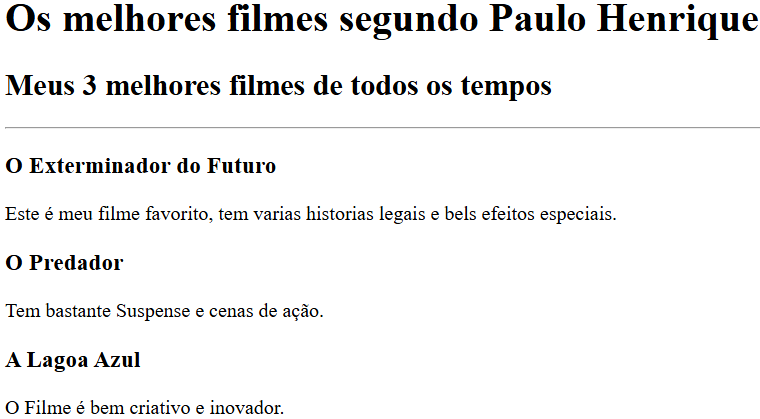 Os melhores filmes segundo Paulo Henrique
Meus 3 melhores filmes de todos os tempos
O Exterminador do Futuro
Este é meu filme favorito, tem varias historias legais e bels efeitos especiais.
O Predador
Tem bastante Suspense e cenas de ação.
A Lagoa Azul
O Filme é bem criativo e inovador.